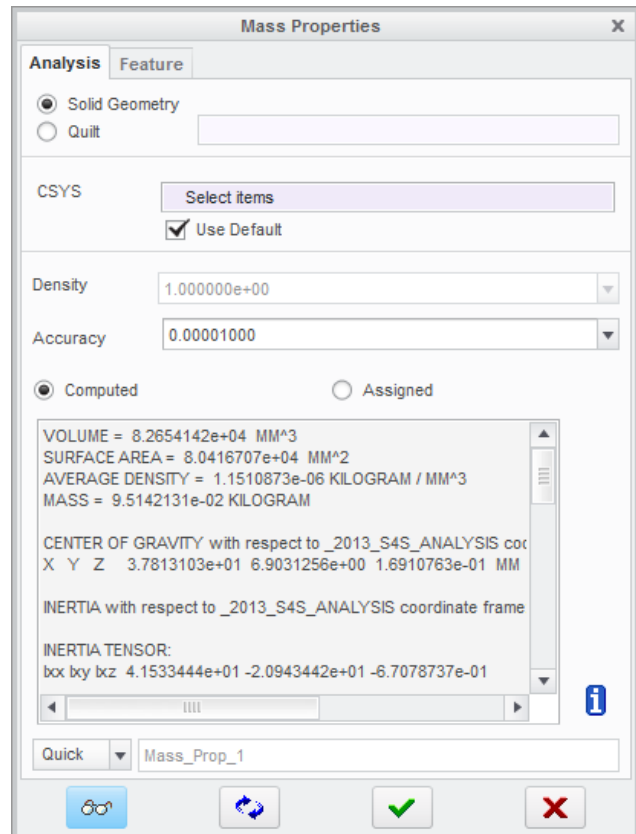 Mass Properties
Analysis Feature
Solid Geometry
Quilt
CSYS Select items
Use Default
Density 1.000000e+00
Accuracy 0.00001000
Computed Assigned
VOLUME = 8.2654142e+04 MM^3
SURFACE AREA = 8.0416707e+04 MM^2
AVERAGE DENSITY = 1.1510873e-06 KILOGRAM / MM^3
MASS = 9.5142131e-02 KILOGRAM
CENTER OF GRAVITY with respect to _2013_S4S_ANALYSIS coo
X Y Z 3.7813103e+01 6.9031256e+00 1.6910763e-01 MM
INERTIA with respect to _2013_S4S_ANALYSIS coordinate frame
INERTIA TENSOR:
Ixx Ixy Ixz 4.1533444e+01 -2.0943442e+01 -6.7078737e-01
Quick Mass_Prop_1